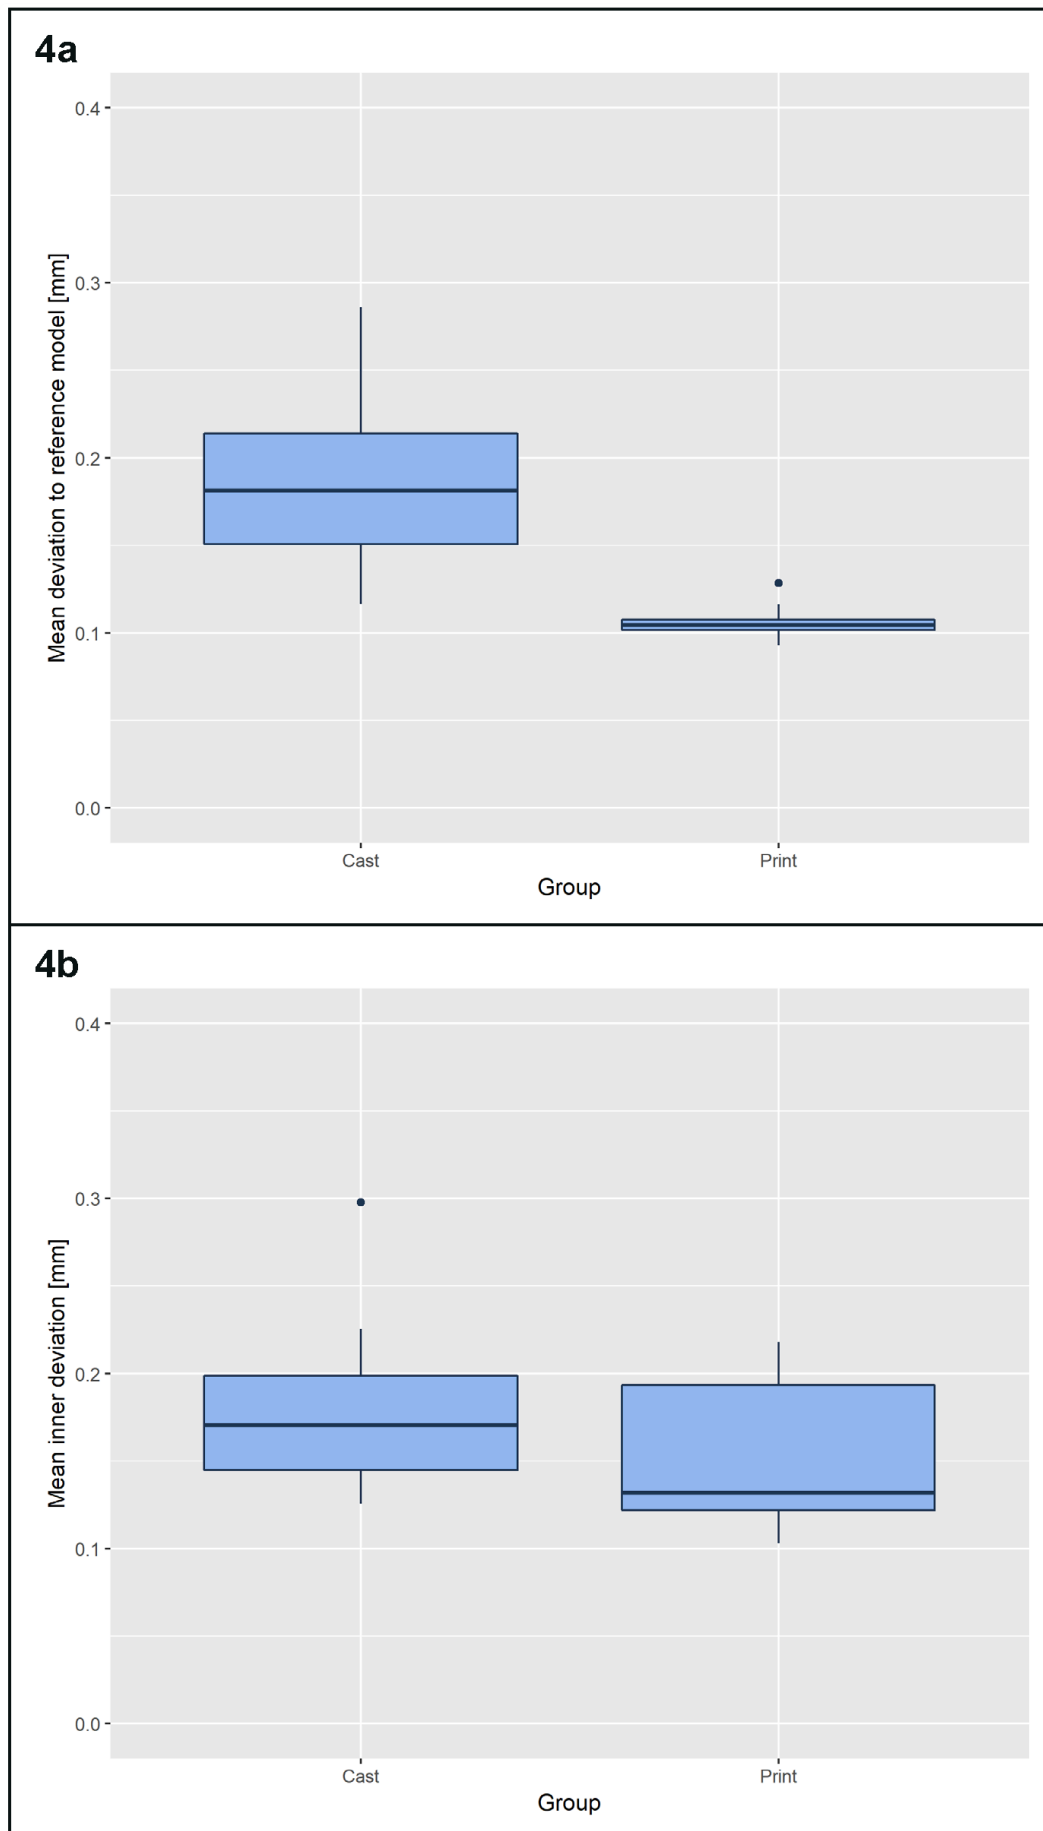 4a
Mean deviation to reference model [mm]
0.4
0.3
0.2
0.1
0.0
Cast Print
Group
4b
Mean inner deviation [mm]
0.4
0.3
0.2
0.1
0.0
Cast Print
Group